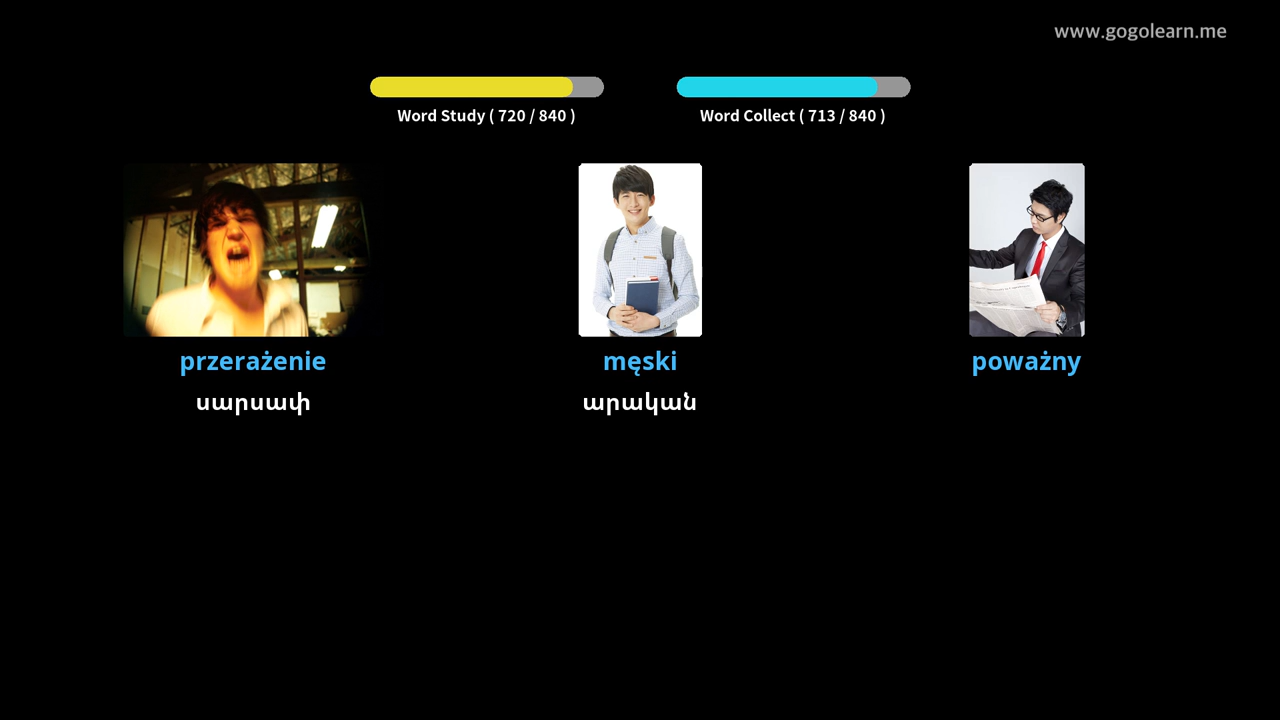 www.gogolearn.me
Word Study ( 720 / 840 )
Word Collect ( 713 / 840 )
przerażenie
męski
poważny
սարսափ
արական